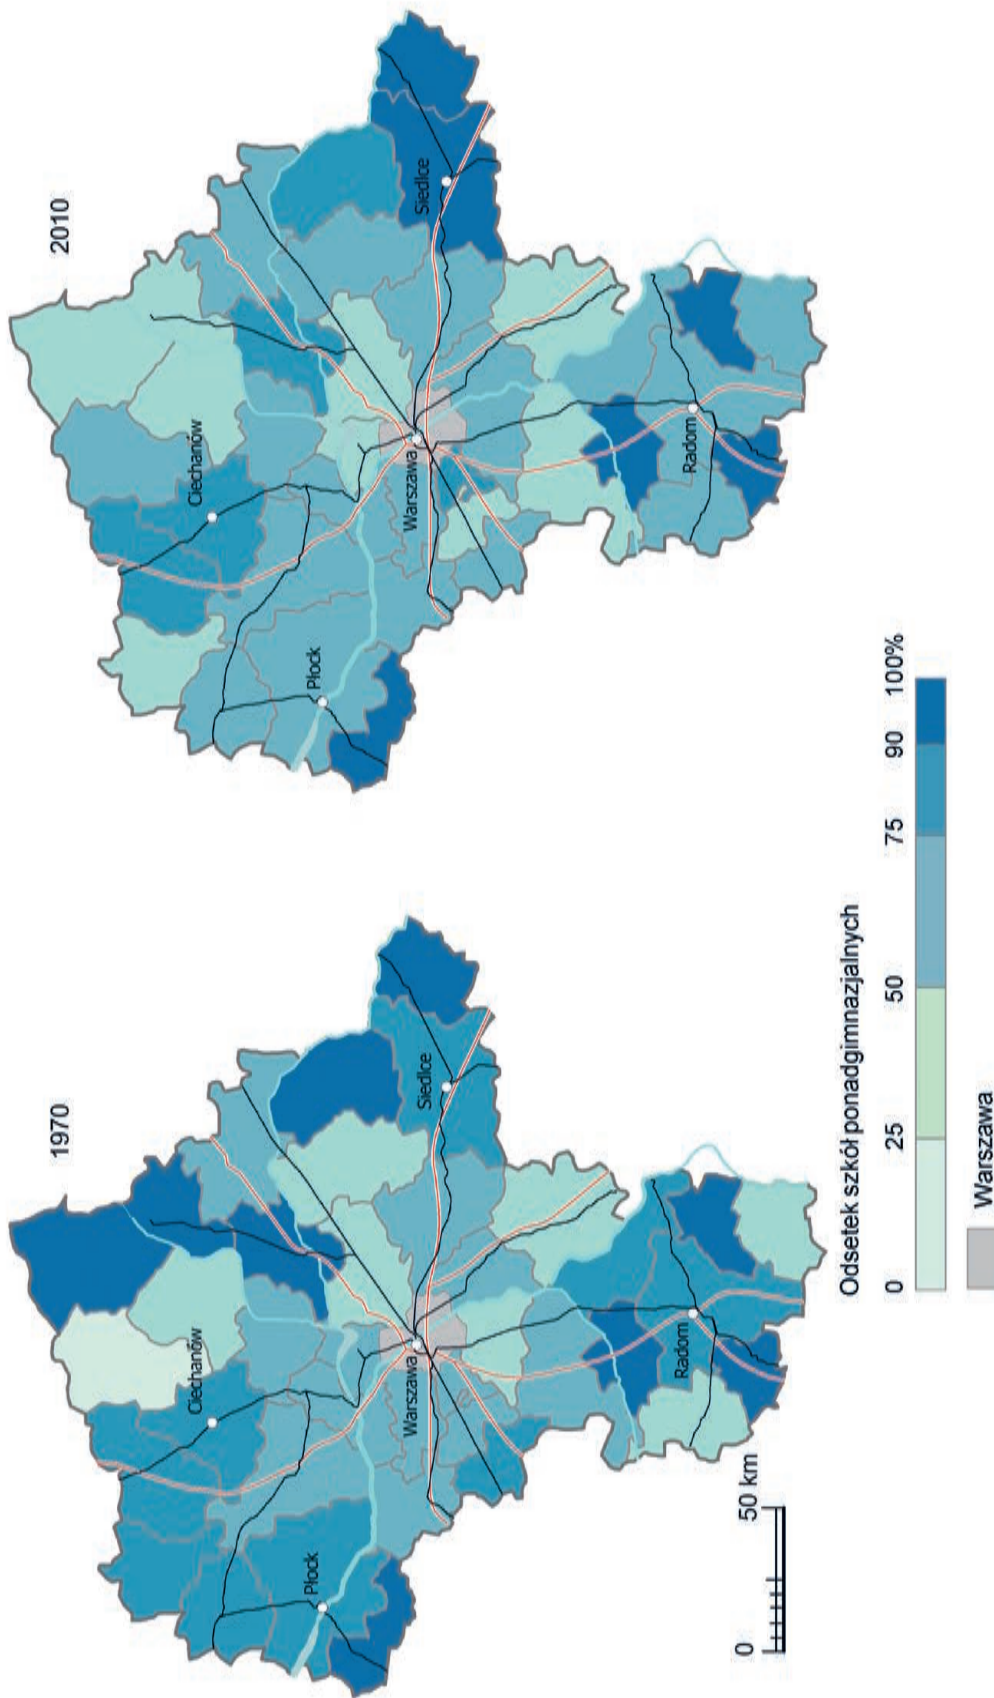 1970
Ciechanów
Płock
Warszawa
Siedlce
Radom
2010
Ciechanów
Płock
Warszawa
Siedlce
Radom
0 50 km
Odsetek szkół ponadgimnazjalnych
0 25 50 75 90 100%
Warszawa